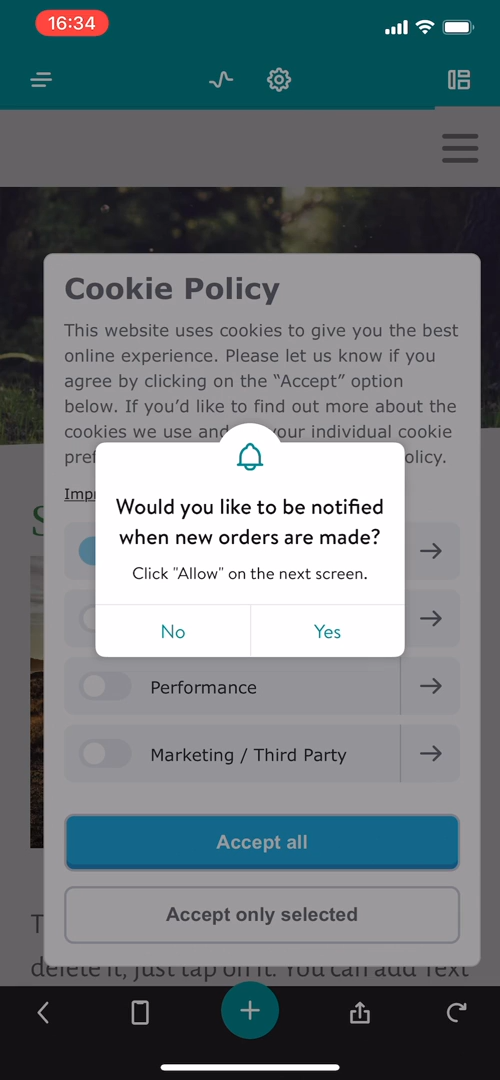 16:34
Cookie Policy
This website uses cookies to give you the best
online experience. Please let us know if you
agree by clicking on the “Accept” option
below. If you’d like to find out more about the
cookies we use and your individual cookie
Would you like to be notified
when new orders are made?
Click "Allow" on the next screen.
No
Yes
Performance
Marketing / Third Party
Accept all
Accept only selected
delete it, just tap on it. You can add Text